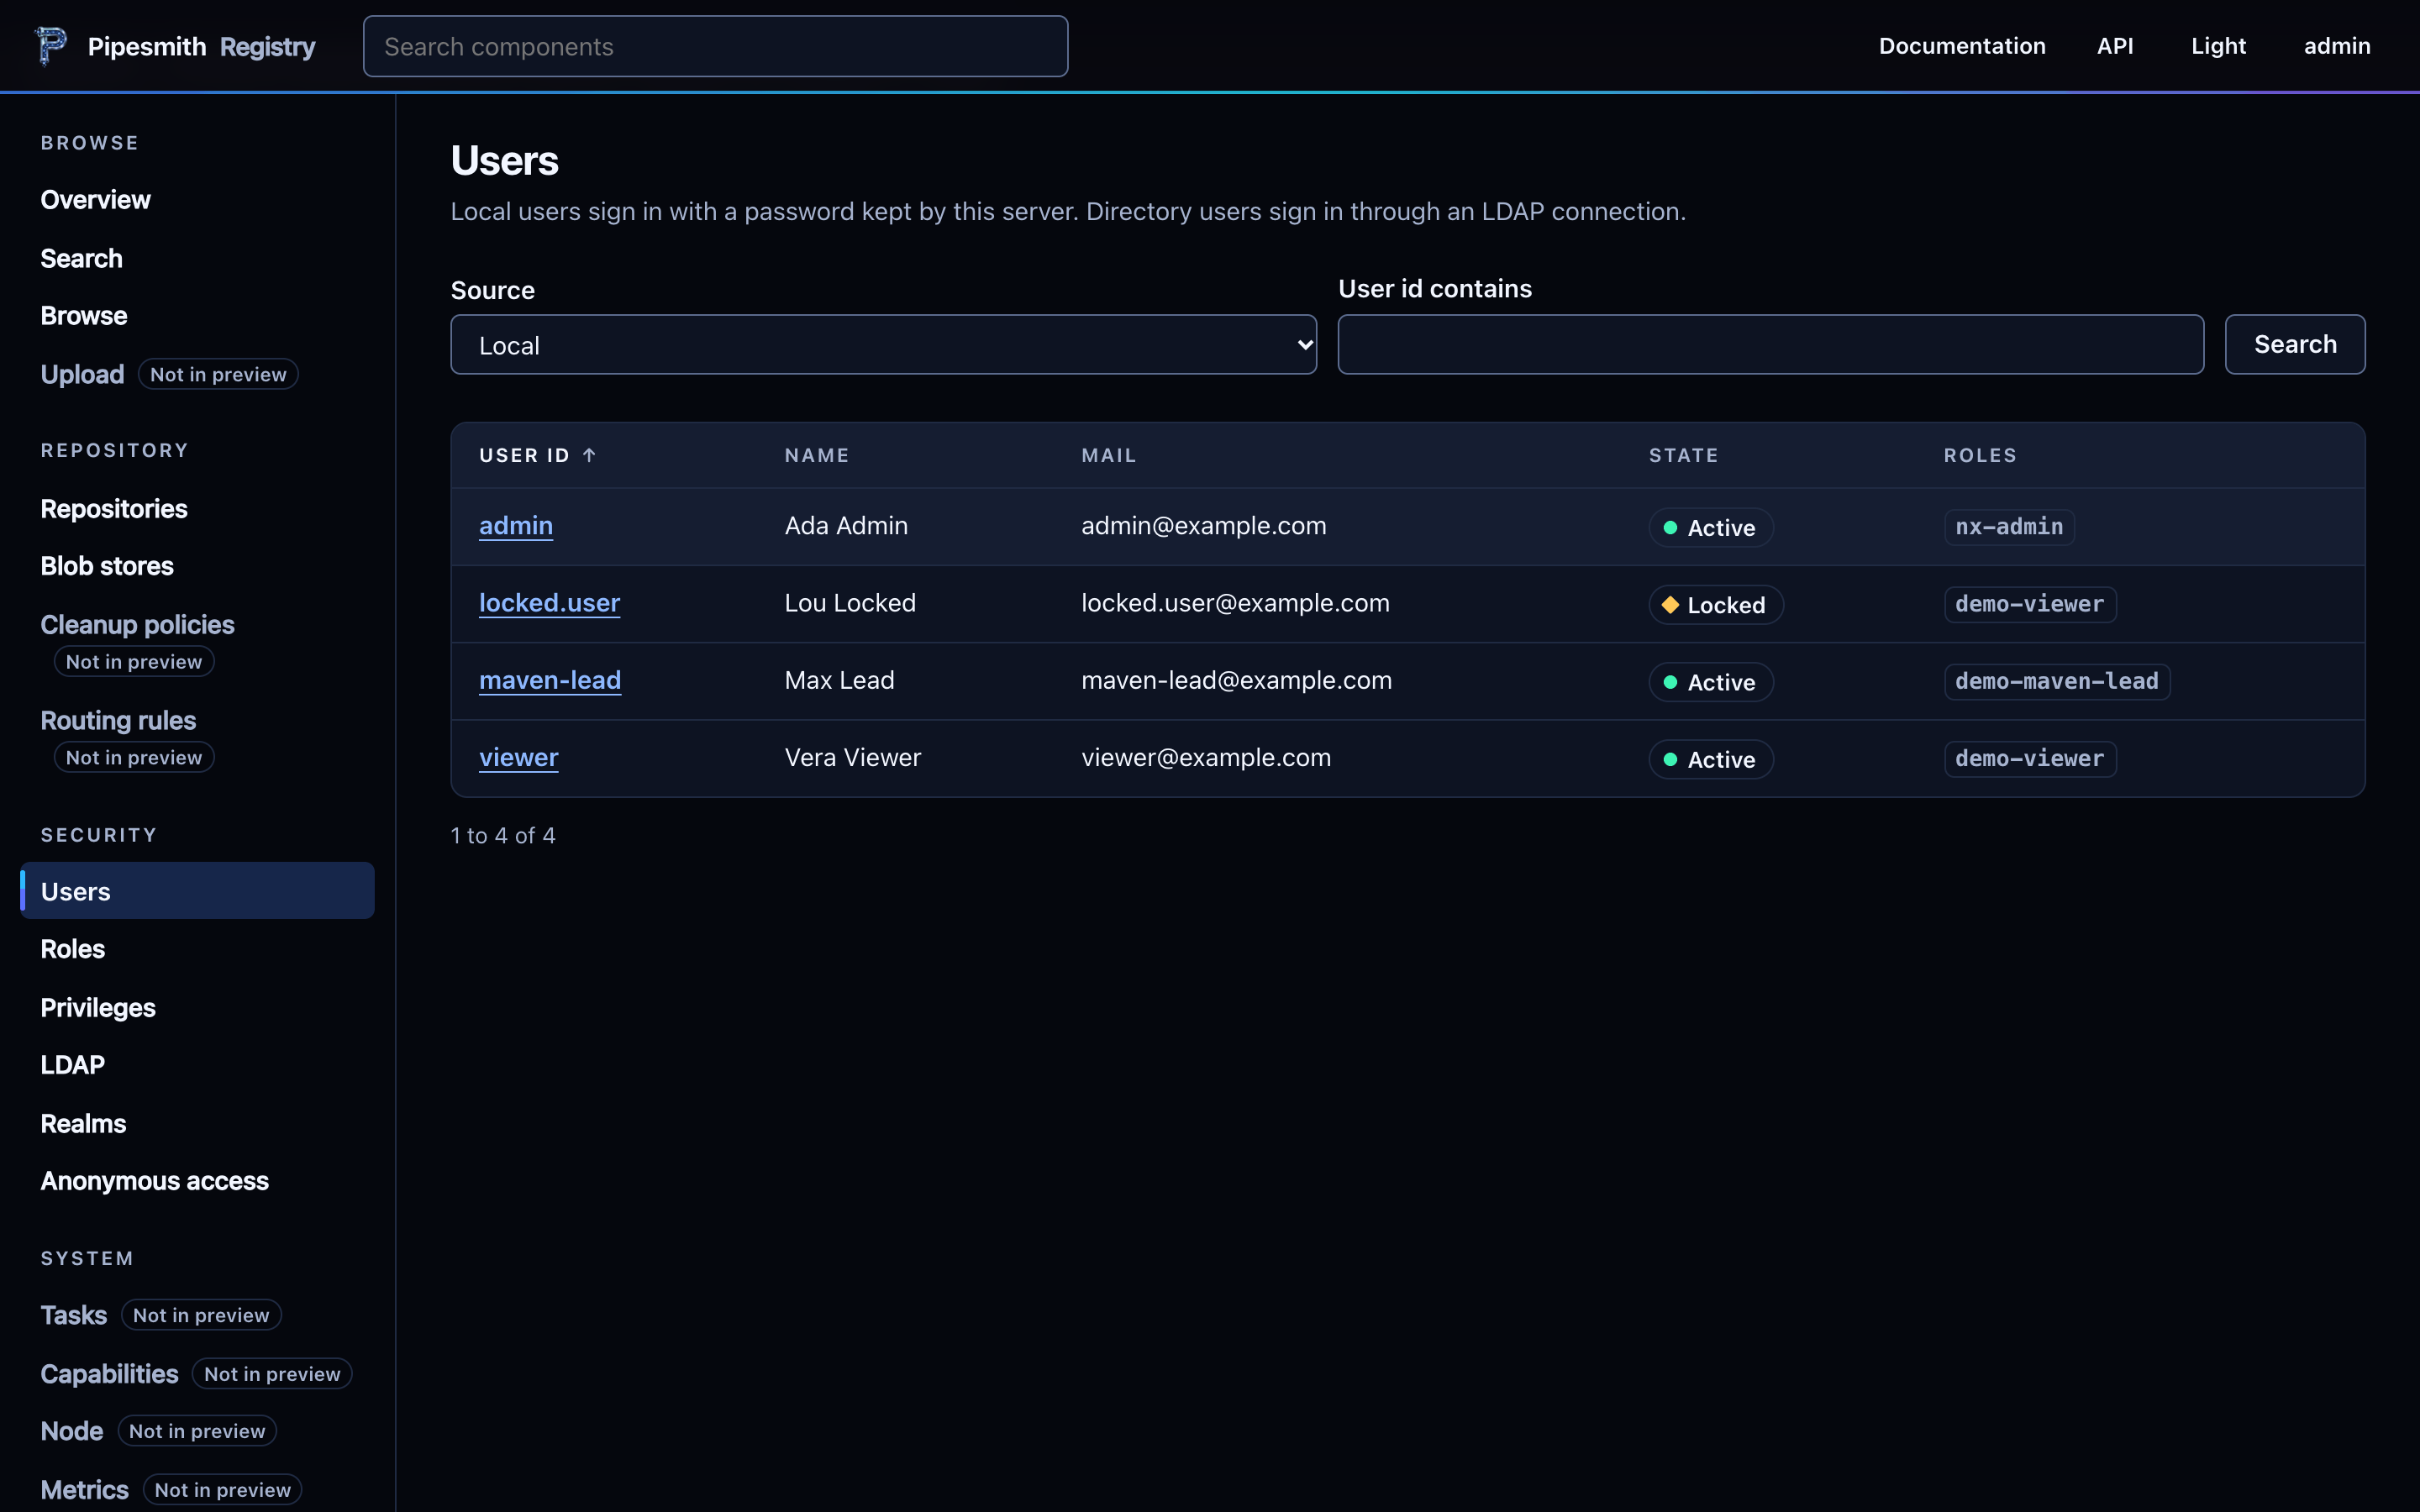 Pipesmith Registry
Search components
Documentation
API
Light
admin
BROWSE
Overview
Search
Browse
Upload Not in preview
REPOSITORY
Repositories
Blob stores
Cleanup policies
Not in preview
Routing rules
Not in preview
SECURITY
Users
Roles
Privileges
LDAP
Realms
Anonymous access
SYSTEM
Tasks Not in preview
Capabilities Not in preview
Node Not in preview
Metrics Not in preview
Users
Local users sign in with a password kept by this server. Directory users sign in through an LDAP connection.
Source
Local
User id contains
Search
USER ID ↑ NAME MAIL STATE ROLES
admin Ada Admin admin@example.com Active nx-admin
locked.user Lou Locked locked.user@example.com Locked demo-viewer
maven-lead Max Lead maven-lead@example.com Active demo-maven-lead
viewer Vera Viewer viewer@example.com Active demo-viewer
1 to 4 of 4